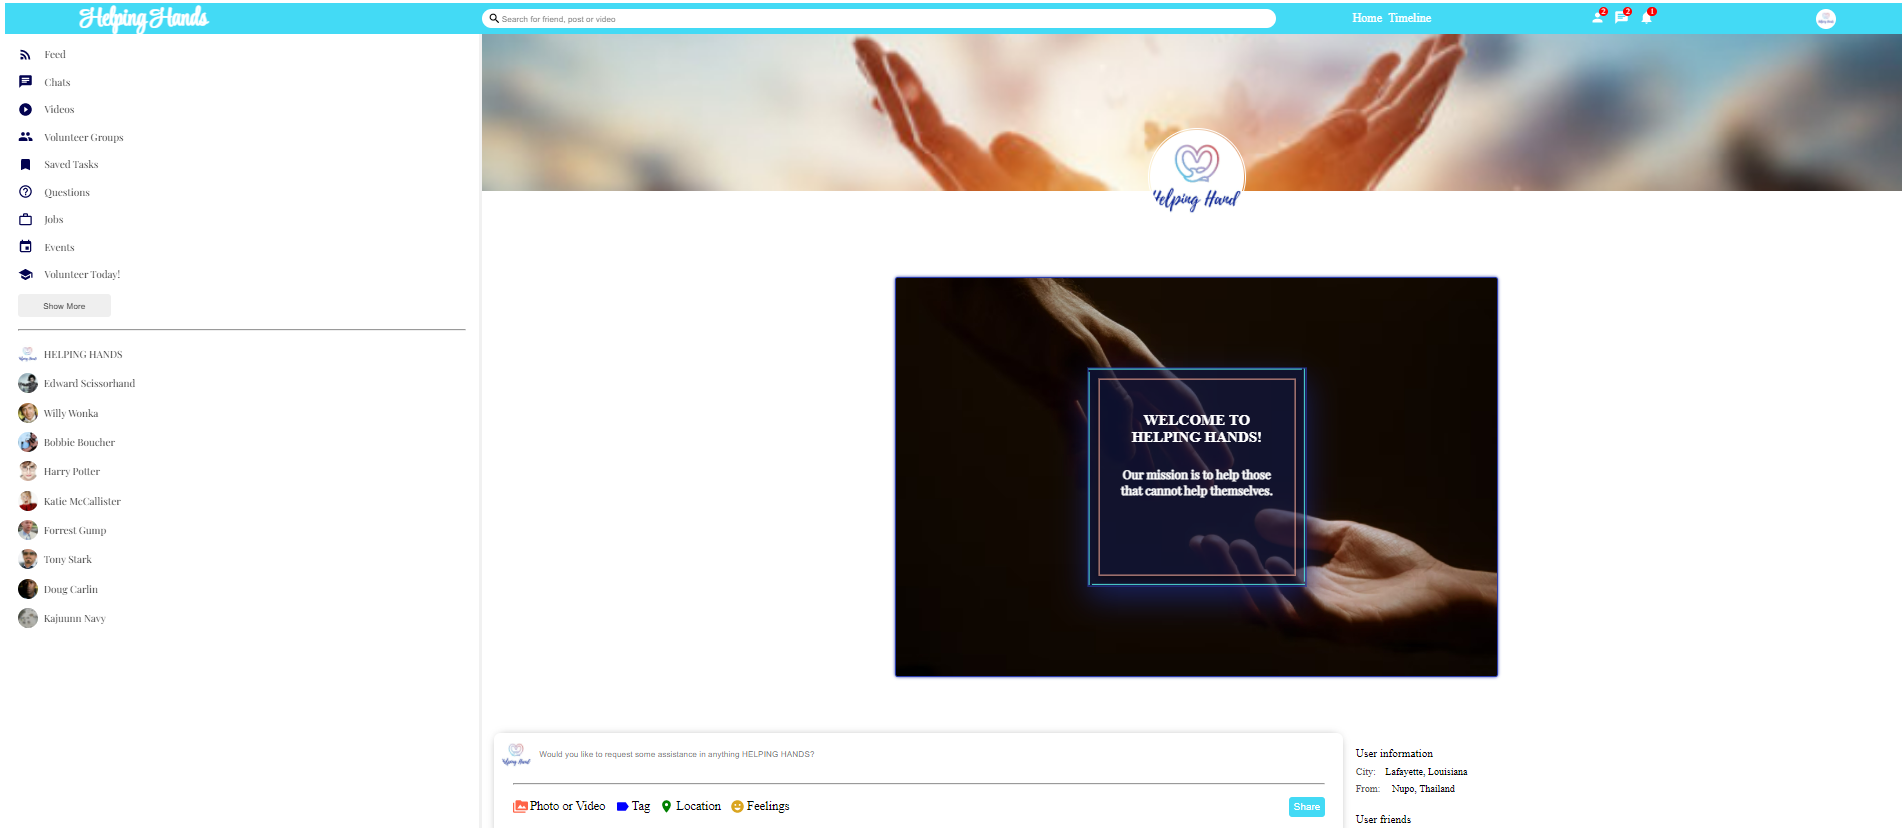 Helping Hands
Search for friend, post or video
Home Timeline
2 2 1
Feed
Chats
Videos
Volunteer Groups
Saved Tasks
Questions
Jobs
Events
Volunteer Today!
Show More
HELPING HANDS
Edward Scissorhand
Willy Wonka
Bobbie Boucher
Harry Potter
Katie McCallister
Forrest Gump
Tony Stark
Doug Carlin
Kajuunn Navy
Helping Hand
WELCOME TO
HELPING HANDS!
Our mission is to help those
that cannot help themselves.
Helping Hand
Would you like to request some assistance in anything HELPING HANDS?
Photo or Video Tag Location Feelings
Share
User information
City: Lafayette, Louisiana
From: Nupo, Thailand
User friends